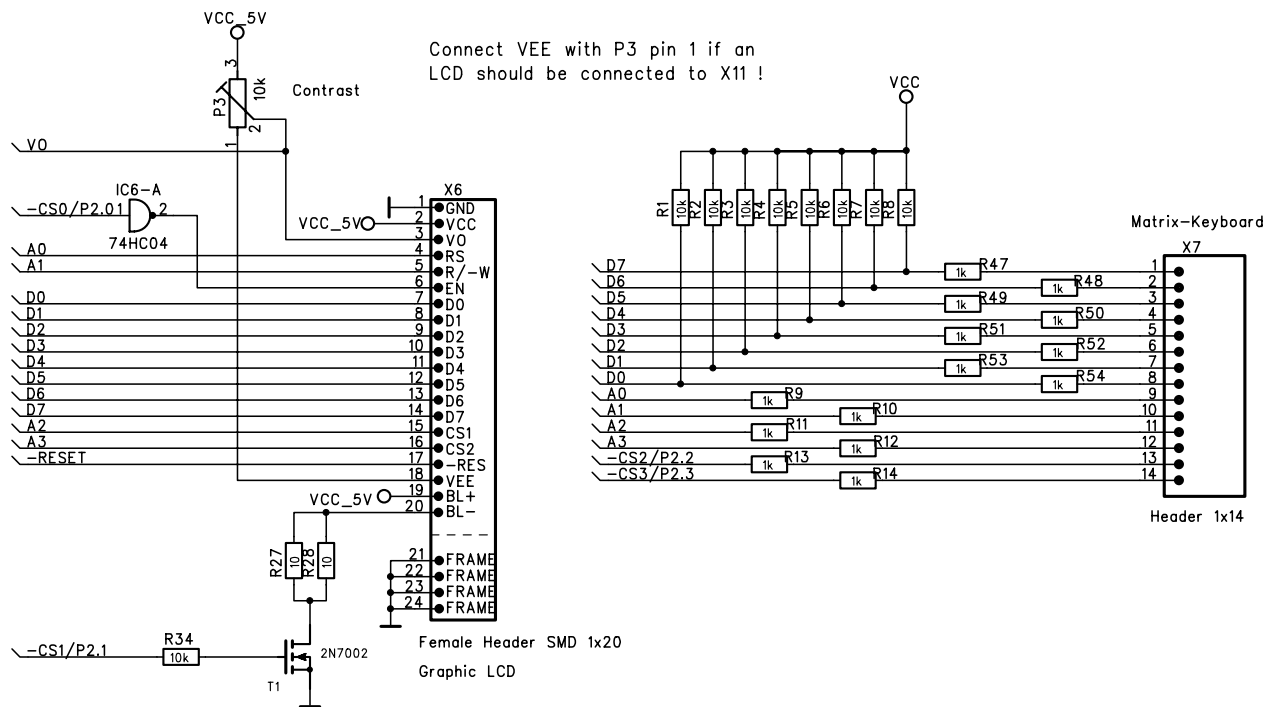 VCC_5V
Connect VEE with P3 pin 1 if an
LCD should be connected to X11 !
3
P3
10k
2
1
Contrast
VCC
VO
IC6-A
-CS0/P2.0 1 2
74HC04
X6
VCC_5V
1 GND
2 VCC
3 VO
A0 4 RS
A1 5 R/-W
6 EN
D0 7 D0
D1 8 D1
D2 9 D2
D3 10 D3
D4 11 D4
D5 12 D5
D6 13 D6
D7 14 D7
A2 15 CS1
A3 16 CS2
-RESET 17 -RES
18 VEE
VCC_5V 19 BL+
20 BL-
21 FRAME
22 FRAME
23 FRAME
24 FRAME
R27 10 R28 10
Female Header SMD 1x20
Graphic LCD
-CS1/P2.1
R34
10k
2N7002
T1
R1 10k R2 10k R3 10k R4 10k R5 10k R6 10k R7 10k R8 10k
Matrix-Keyboard
X7
D7 1k R47 1
D6 1k R48 2
D5 1k R49 3
D4 1k R50 4
D3 1k R51 5
D2 1k R52 6
D1 1k R53 7
D0 1k R54 8
A0 1k R9 9
A1 1k R10 10
A2 1k R11 11
A3 1k R12 12
-CS2/P2.2 1k R13 13
-CS3/P2.3 1k R14 14
Header 1x14